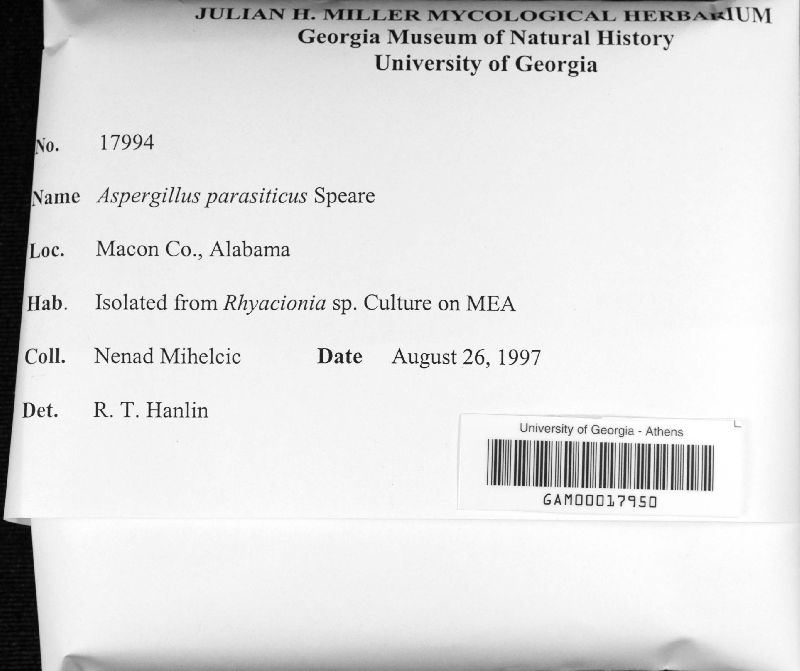 JULIAN H. MILLER MYCOLOGICAL HERBARIUM
Georgia Museum of Natural History
University of Georgia
No. 17994
Name Aspergillus parasiticus Speare
Loc. Macon Co., Alabama
Hab. Isolated from Rhyacionia sp. Culture on MEA
Coll. Nenad Mihelcic Date August 26, 1997
Det. R. T. Hanlin
University of Georgia - Athens
GAM00017950